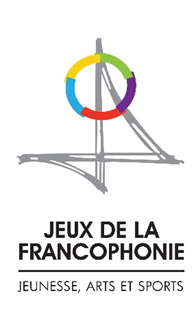 JEUX DE LA
FRANCOPHONIE
JEUNESSE, ARTS ET SPORTS